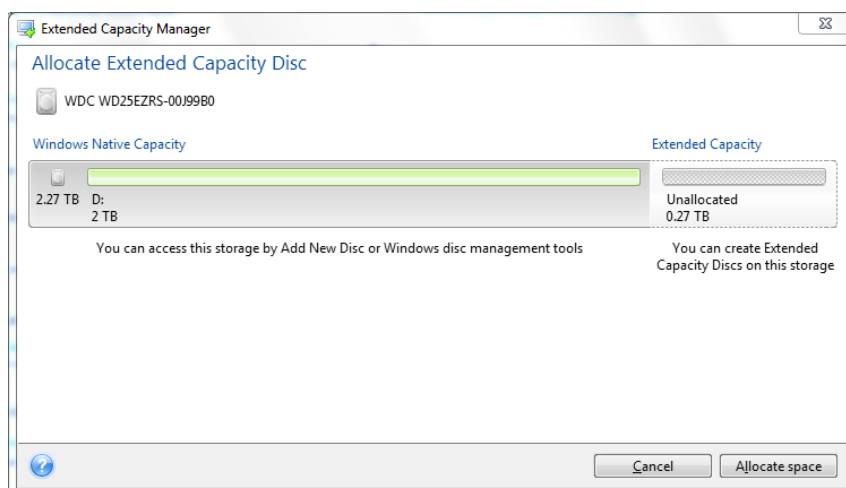 Extended Capacity Manager
Allocate Extended Capacity Disc
WDC WD25EZRS-00J99B0
Windows Native Capacity
Extended Capacity
2.27 TB
D:
2 TB
Unallocated
0.27 TB
You can access this storage by Add New Disc or Windows disc management tools
You can create Extended
Capacity Discs on this storage
Cancel
Allocate space